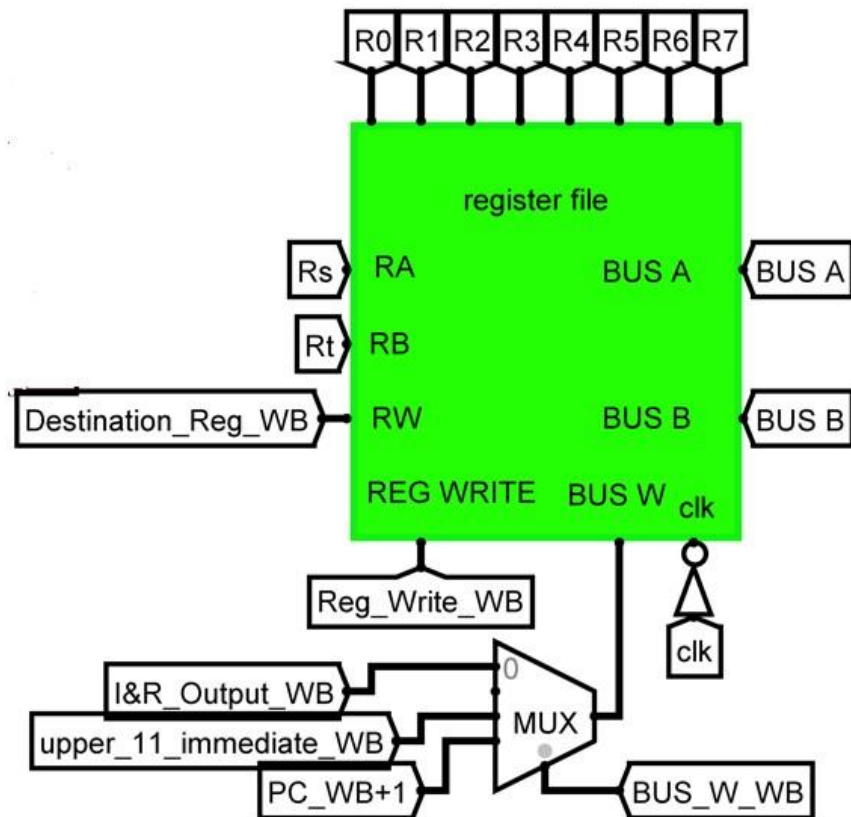 R0 R1 R2 R3 R4 R5 R6 R7
register file
Rs RA BUS A BUS A
Rt RB
Destination_Reg_WB RW BUS B BUS B
REG WRITE BUS W clk
Reg_Write_WB
clk
I&R_Output_WB 0
MUX
upper_11_immediate_WB
PC_WB+1 BUS_W_WB